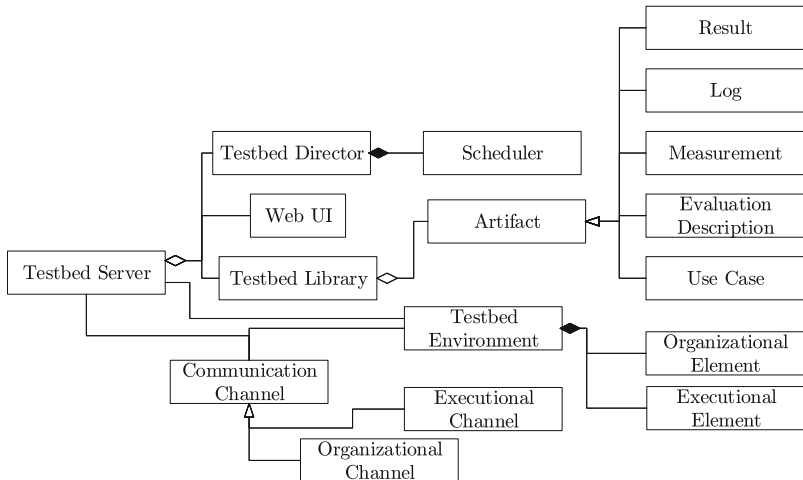 Result
Log
Testbed Director
Scheduler
Measurement
Web UI
Artifact
Evaluation
Description
Testbed Server
Testbed Library
Use Case
Testbed
Environment
Organizational
Element
Communication
Channel
Executional
Channel
Executional
Element
Organizational
Channel